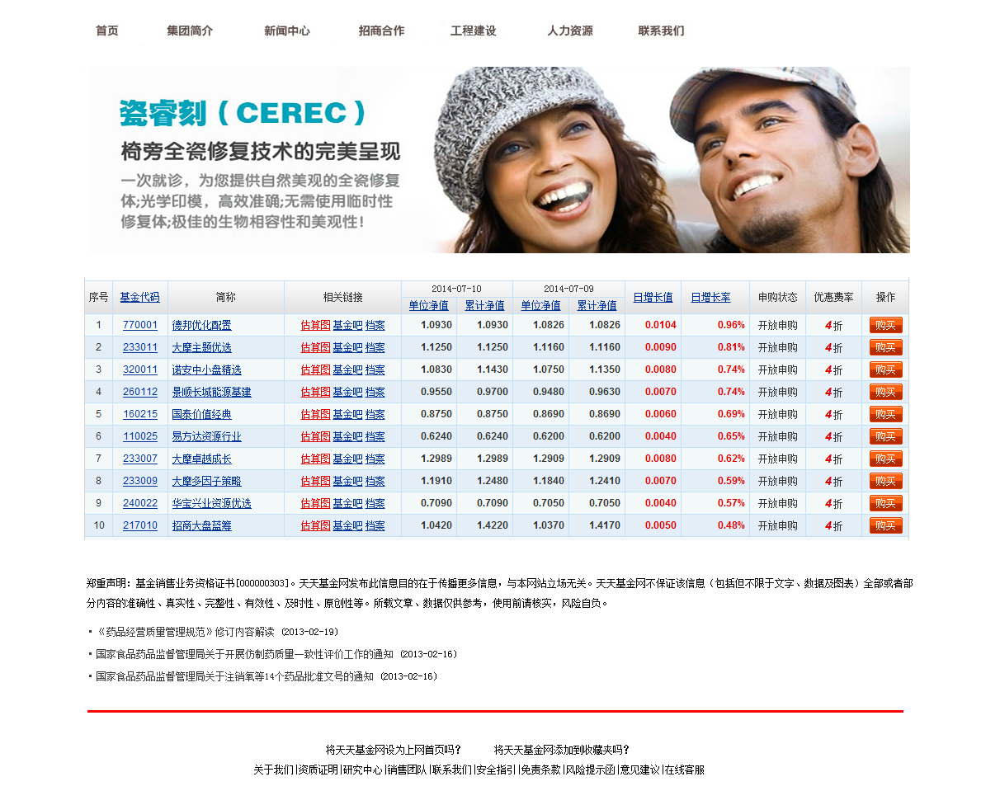 首页 集团简介 新闻中心 招商合作 工程建设 人力资源 联系我们
瓷睿刻（CEREC）
椅旁全瓷修复技术的完美呈现
一次就诊，为您提供自然美观的全瓷修复
体;光学印模，高效准确;无需使用临时性
修复体;极佳的生物相容性和美观性！
序号 基金代码 简称 相关链接 2014-07-10 2014-07-09 日增长值 日增长率 申购状态 优惠费率 操作
单位净值 累计净值 单位净值 累计净值
1 770001 德邦优化配置 估算图 基金吧 档案 1.0930 1.0930 1.0826 1.0826 0.0104 0.96% 开放申购 4折 购买
2 233011 大摩主题优选 估算图 基金吧 档案 1.1250 1.1250 1.1160 1.1160 0.0090 0.81% 开放申购 4折 购买
3 320011 诺安中小盘精选 估算图 基金吧 档案 1.0830 1.1430 1.0750 1.1350 0.0080 0.74% 开放申购 4折 购买
4 260112 景顺长城能源基建 估算图 基金吧 档案 0.9550 0.9700 0.9480 0.9630 0.0070 0.74% 开放申购 4折 购买
5 160215 国泰价值经典 估算图 基金吧 档案 0.8750 0.8750 0.8690 0.8690 0.0060 0.69% 开放申购 4折 购买
6 110025 易方达资源行业 估算图 基金吧 档案 0.6240 0.6240 0.6200 0.6200 0.0040 0.65% 开放申购 4折 购买
7 233007 大摩卓越成长 估算图 基金吧 档案 1.2989 1.2989 1.2909 1.2909 0.0080 0.62% 开放申购 4折 购买
8 233009 大摩多因子策略 估算图 基金吧 档案 1.1910 1.2480 1.1840 1.2410 0.0070 0.59% 开放申购 4折 购买
9 240022 华宝兴业资源优选 估算图 基金吧 档案 0.7090 0.7090 0.7050 0.7050 0.0040 0.57% 开放申购 4折 购买
10 217010 招商大盘蓝筹 估算图 基金吧 档案 1.0420 1.4220 1.0370 1.4170 0.0050 0.48% 开放申购 4折 购买
郑重声明：基金销售业务资格证书[000000303]。天天基金网发布此信息目的在于传播更多信息，与本网站立场无关。天天基金网不保证该信息（包括但不限于文字、数据及图表）全部或者部
分内容的准确性、真实性、完整性、有效性、及时性、原创性等。所载文章、数据仅供参考，使用前请核实，风险自负。
·《药品经营质量管理规范》修订内容解读 (2013-02-19)
·国家食品药品监督管理局关于开展仿制药质量一致性评价工作的通知 (2013-02-16)
·国家食品药品监督管理局关于注销氧等14个药品批准文号的通知 (2013-02-16)
将天天基金网设为上网首页吗？ 将天天基金网添加到收藏夹吗？
关于我们|资质证明|研究中心|销售团队|联系我们|安全指引|免责条款|风险提示函|意见建议|在线客服